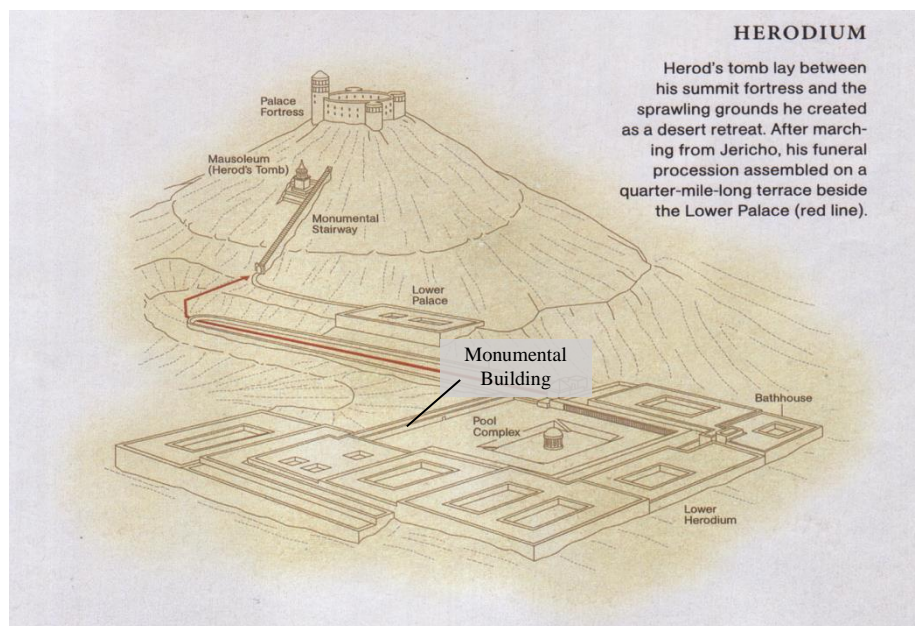 HERODIUM
Herod's tomb lay between
his summit fortress and the
sprawling grounds he created
as a desert retreat. After march-
ing from Jericho, his funeral
procession assembled on a
quarter-mile-long terrace beside
the Lower Palace (red line).
Palace
Fortress
Mausoleum
(Herod's Tomb)
Monumental
Stairway
Lower
Palace
Monumental
Building
Bathhouse
Pool
Complex
Lower
Herodium